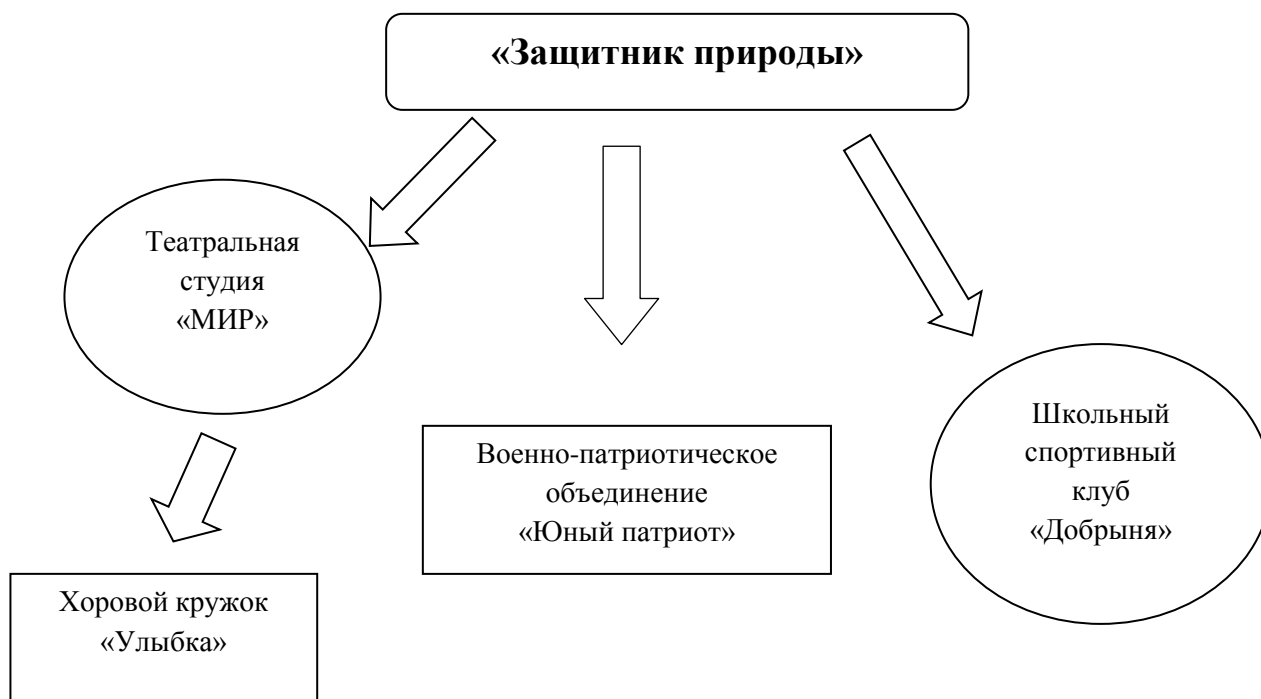 «Защитник природы»
Театральная
студия
«МИР»
Военно-патриотическое
объединение
«Юный патриот»
Школьный
спортивный
клуб
«Добрыня»
Хоровой кружок
«Улыбка»